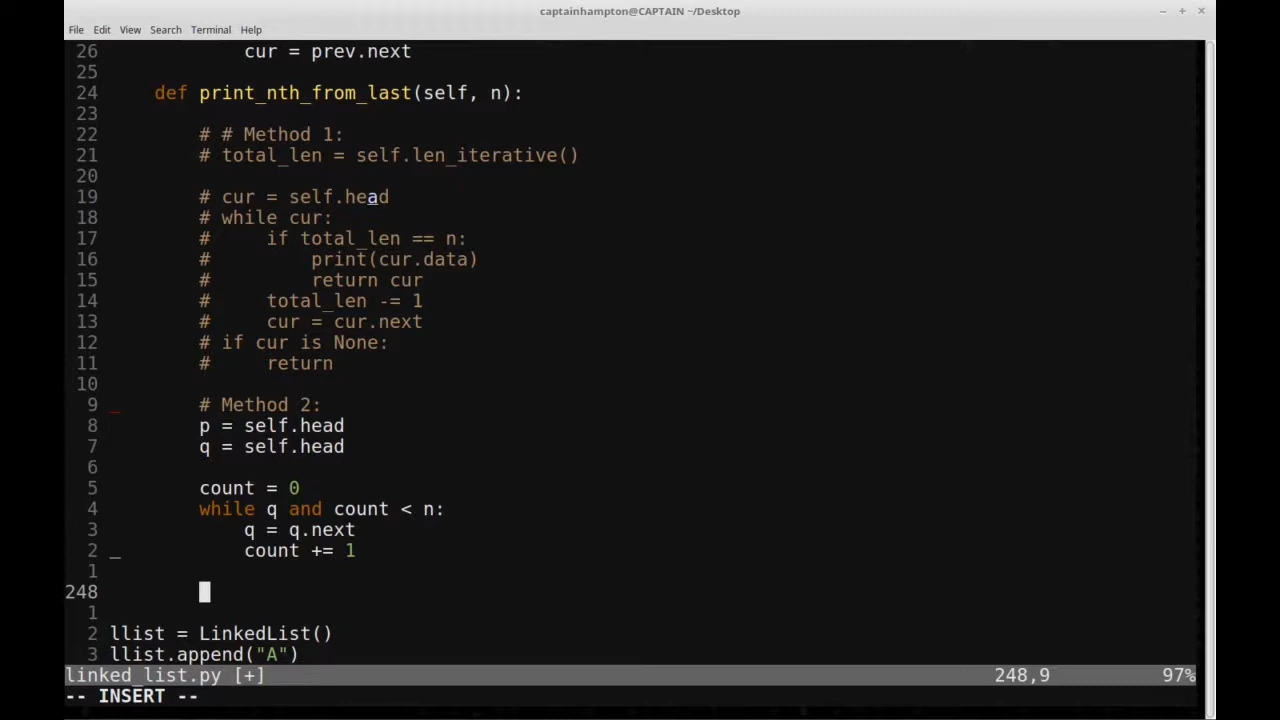 captainhampton@CAPTAIN ~/Desktop
File Edit View Search Terminal Help
26 cur = prev.next
25
24 def print_nth_from_last(self, n):
23
22 # # Method 1:
21 # total_len = self.len_iterative()
20
19 # cur = self.head
18 # while cur:
17 # if total_len == n:
16 # print(cur.data)
15 # return cur
14 # total_len -= 1
13 # cur = cur.next
12 # if cur is None:
11 # return
10
9 _ # Method 2:
8 p = self.head
7 q = self.head
6
5 count = 0
4 while q and count < n:
3 q = q.next
2 _ count += 1
1
248
1
2 llist = LinkedList()
3 llist.append("A")
linked_list.py [+] 248,9 97%
-- INSERT --